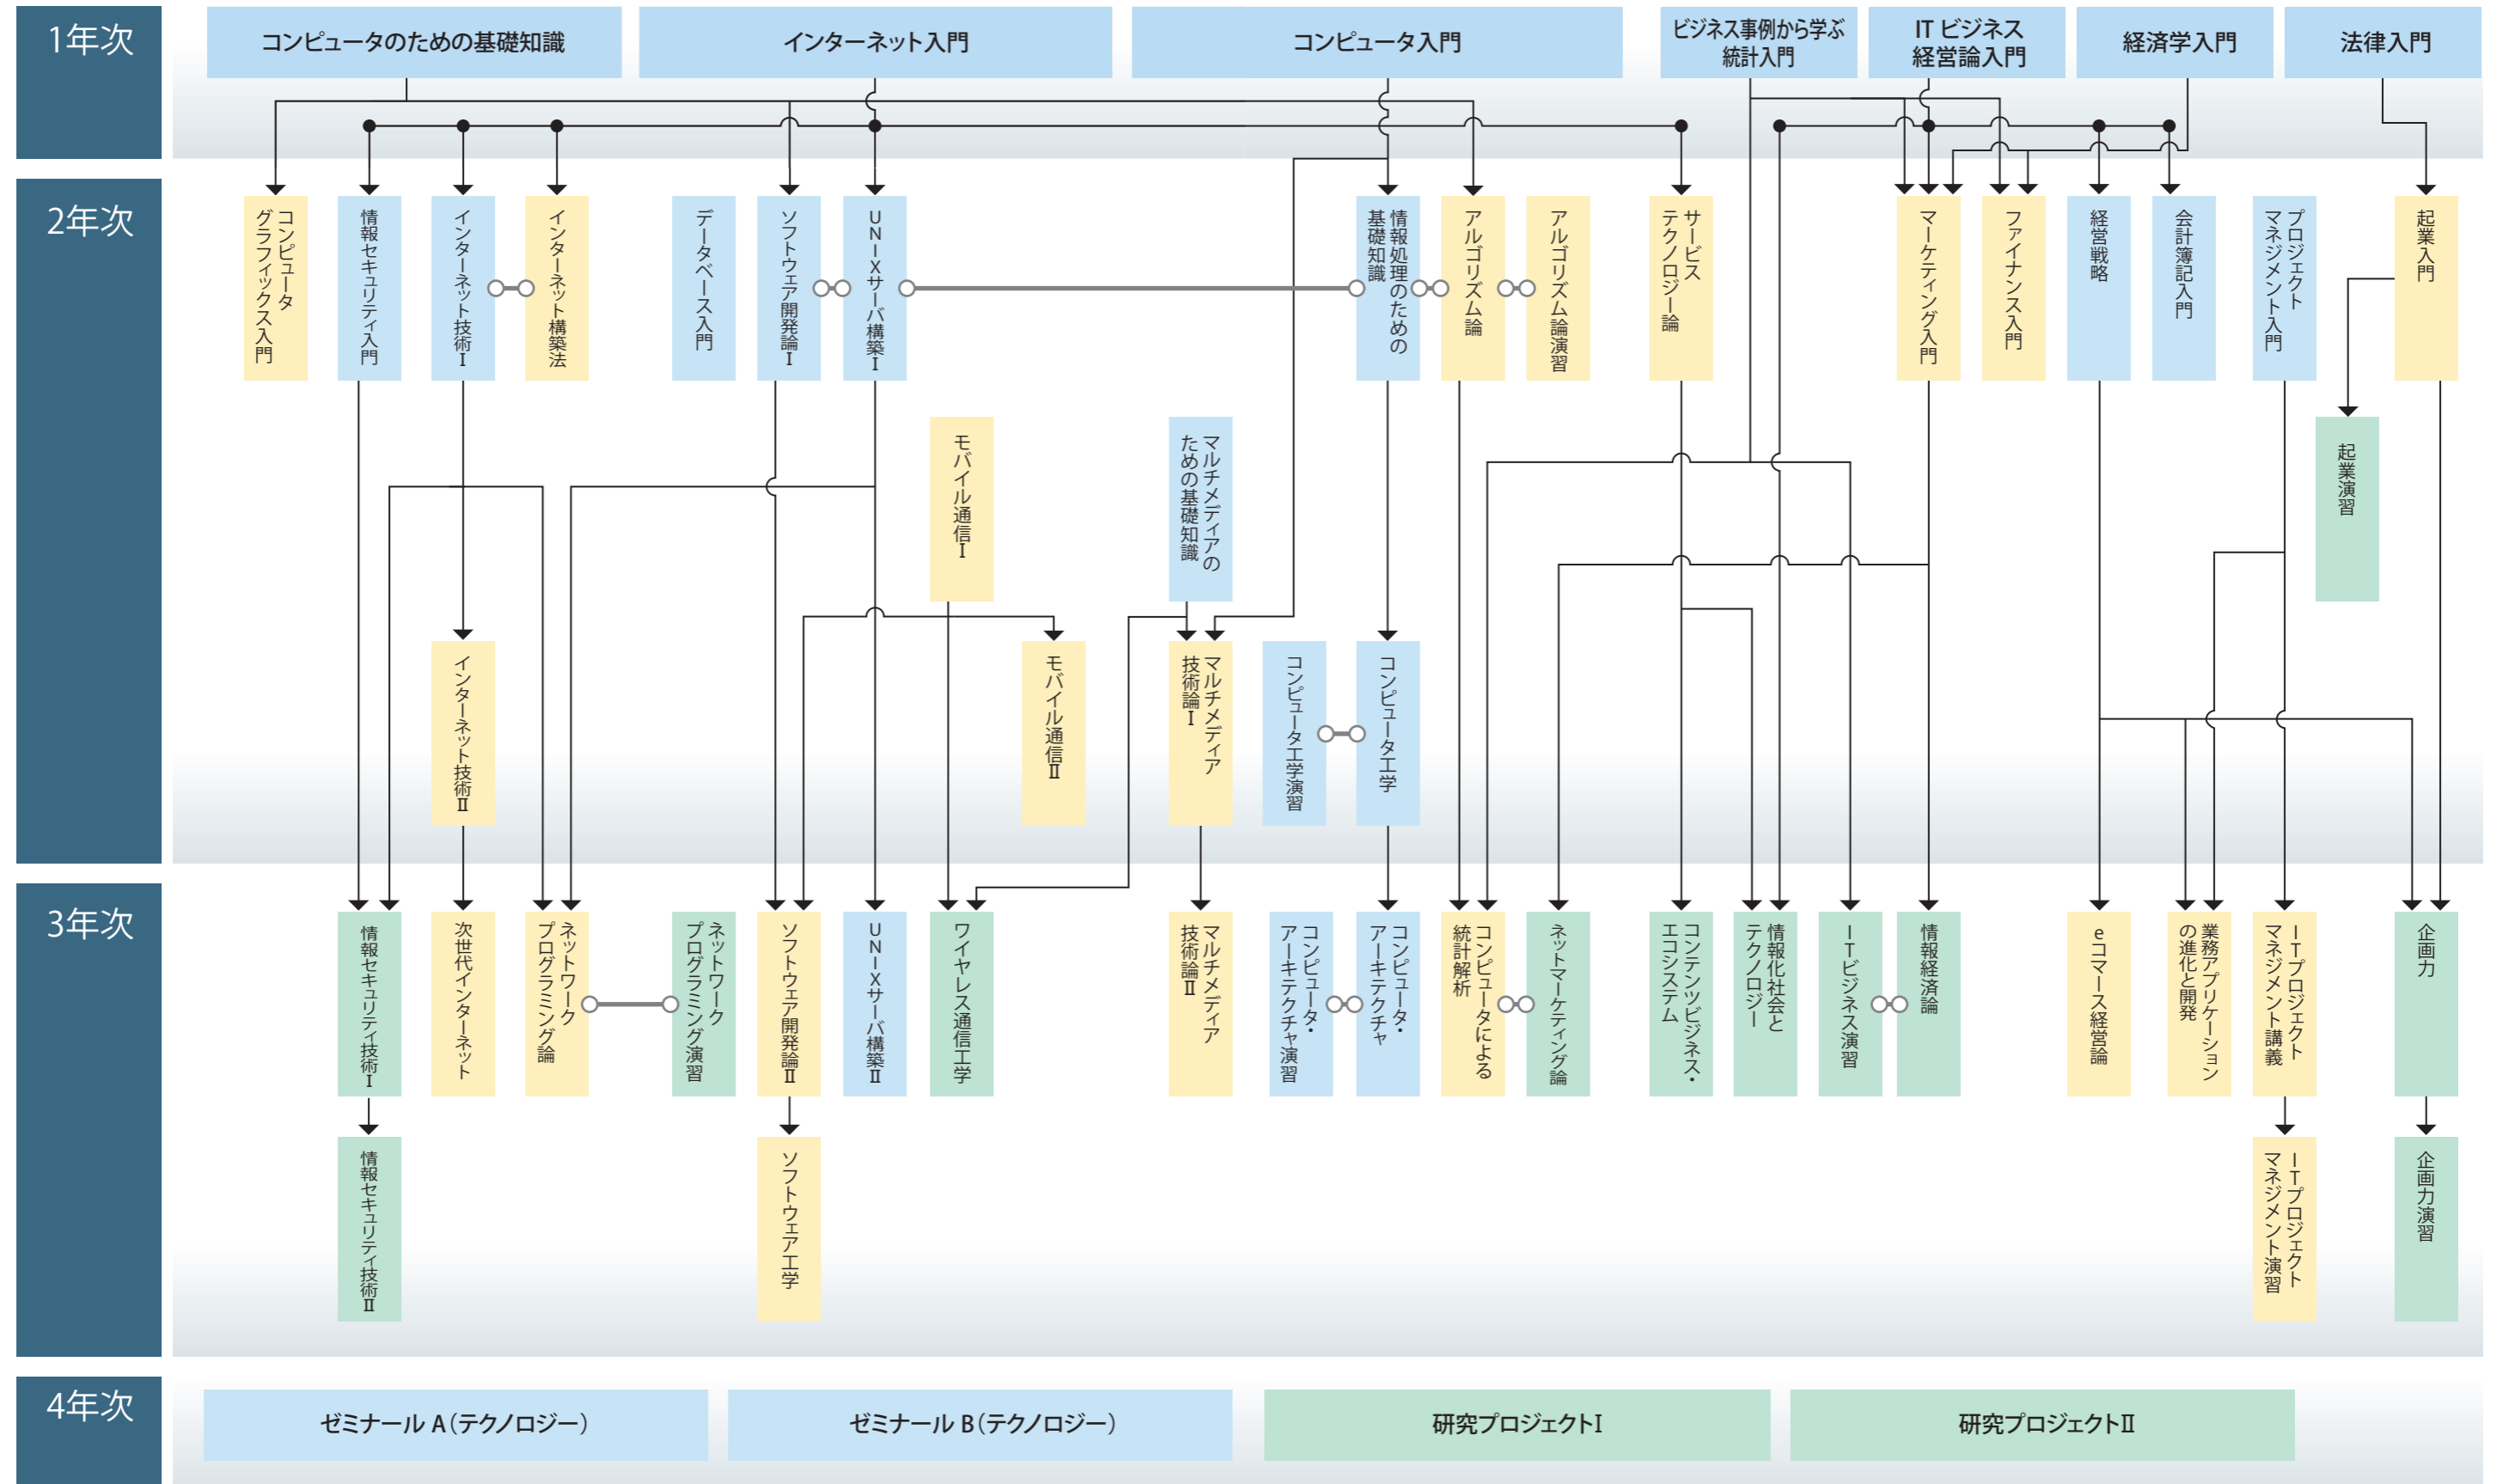 1年次
コンピュータのための基礎知識
インターネット入門
コンピュータ入門
ビジネス事例から学ぶ
統計入門
IT ビジネス
経営論入門
経済学入門
法律入門
2年次
コンピュータ
グラフィックス入門
情報セキュリティ入門
インターネット技術Ⅰ
インターネット構築法
データベース入門
ソフトウェア開発論Ⅰ
UNIXサーバ構築Ⅰ
情報処理のための
基礎知識
アルゴリズム論
アルゴリズム論演習
サービス
テクノロジー論
マーケティング入門
ファイナンス入門
経営戦略
会計簿記入門
プロジェクト
マネジメント入門
起業入門
モバイル通信Ⅰ
マルチメディアの
ための基礎知識
起業演習
インターネット技術Ⅱ
モバイル通信Ⅱ
マルチメディア
技術論Ⅰ
コンピュータ工学演習
コンピュータ工学
3年次
情報セキュリティ技術Ⅰ
次世代インターネット
ネットワーク
プログラミング論
ネットワーク
プログラミング演習
ソフトウェア開発論Ⅱ
UNIXサーバ構築Ⅱ
ワイヤレス通信工学
マルチメディア
技術論Ⅱ
コンピュータ・
アーキテクチャ演習
コンピュータ・
アーキテクチャ
コンピュータによる
統計解析
ネットマーケティング論
コンテンツビジネス・
エコシステム
情報化社会と
テクノロジー
ITビジネス演習
情報経済論
eコマース経営論
業務アプリケーション
の進化と開発
ITプロジェクト
マネジメント講義
企画力
情報セキュリティ技術Ⅱ
ソフトウェア工学
ITプロジェクト
マネジメント演習
企画力演習
4年次
ゼミナール A（テクノロジー）
ゼミナール B（テクノロジー）
研究プロジェクトⅠ
研究プロジェクトⅡ